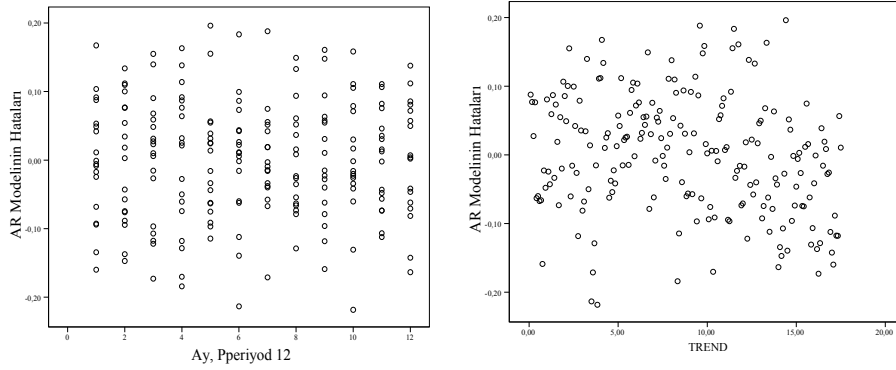 0,20
0,10
0,00
-0,10
-0,20
AR Modelinin Hataları
0 2 4 6 8 10 12
Ay, Pperiyod 12
0,20
0,10
0,00
-0,10
-0,20
AR Modelinin Hataları
0,00 5,00 10,00 15,00 20,00
TREND